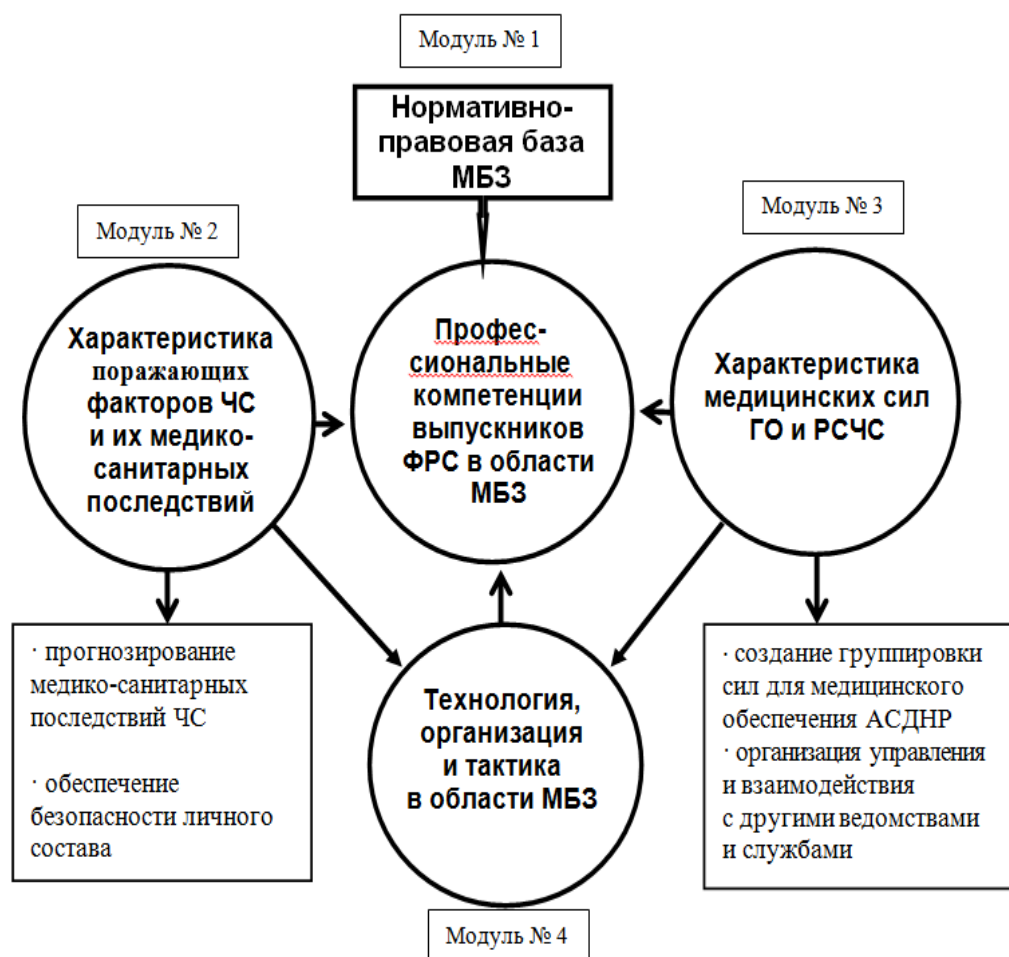 Модуль № 1
Нормативно-
правовая база
МБЗ
Модуль № 2
Модуль № 3
Характеристика
поражающих
факторов ЧС
и их медико-
санитарных
последствий
Профес-
сиональные
компетенции
выпускников
ФРС в области
МБЗ
Характеристика
медицинских сил
ГО и РСЧС
· прогнозирование
медико-санитарных
последствий ЧС
· обеспечение
безопасности личного
состава
Технология,
организация
и тактика
в области МБЗ
· создание группировки
сил для медицинского
обеспечения АСДНР
· организация управления
и взаимодействия
с другими ведомствами
и службами
Модуль № 4